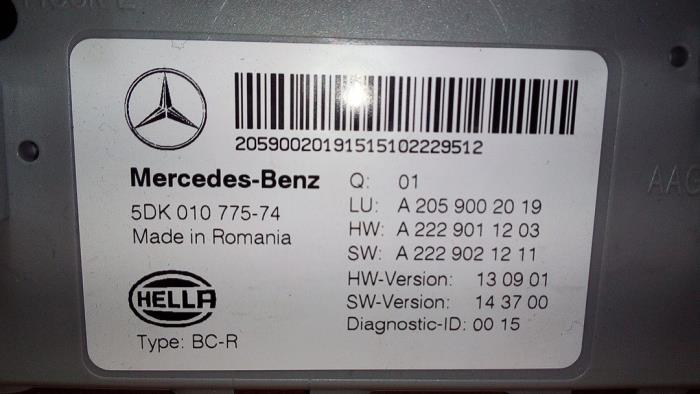 20590020191515102229512
Mercedes-Benz
5DK 010 775-74
Made in Romania
HELLA
Type: BC-R
Q: 01
LU: A 205 900 20 19
HW: A 222 901 12 03
SW: A 222 902 12 11
HW-Version: 13 09 01
SW-Version: 14 37 00
Diagnostic-ID: 00 15